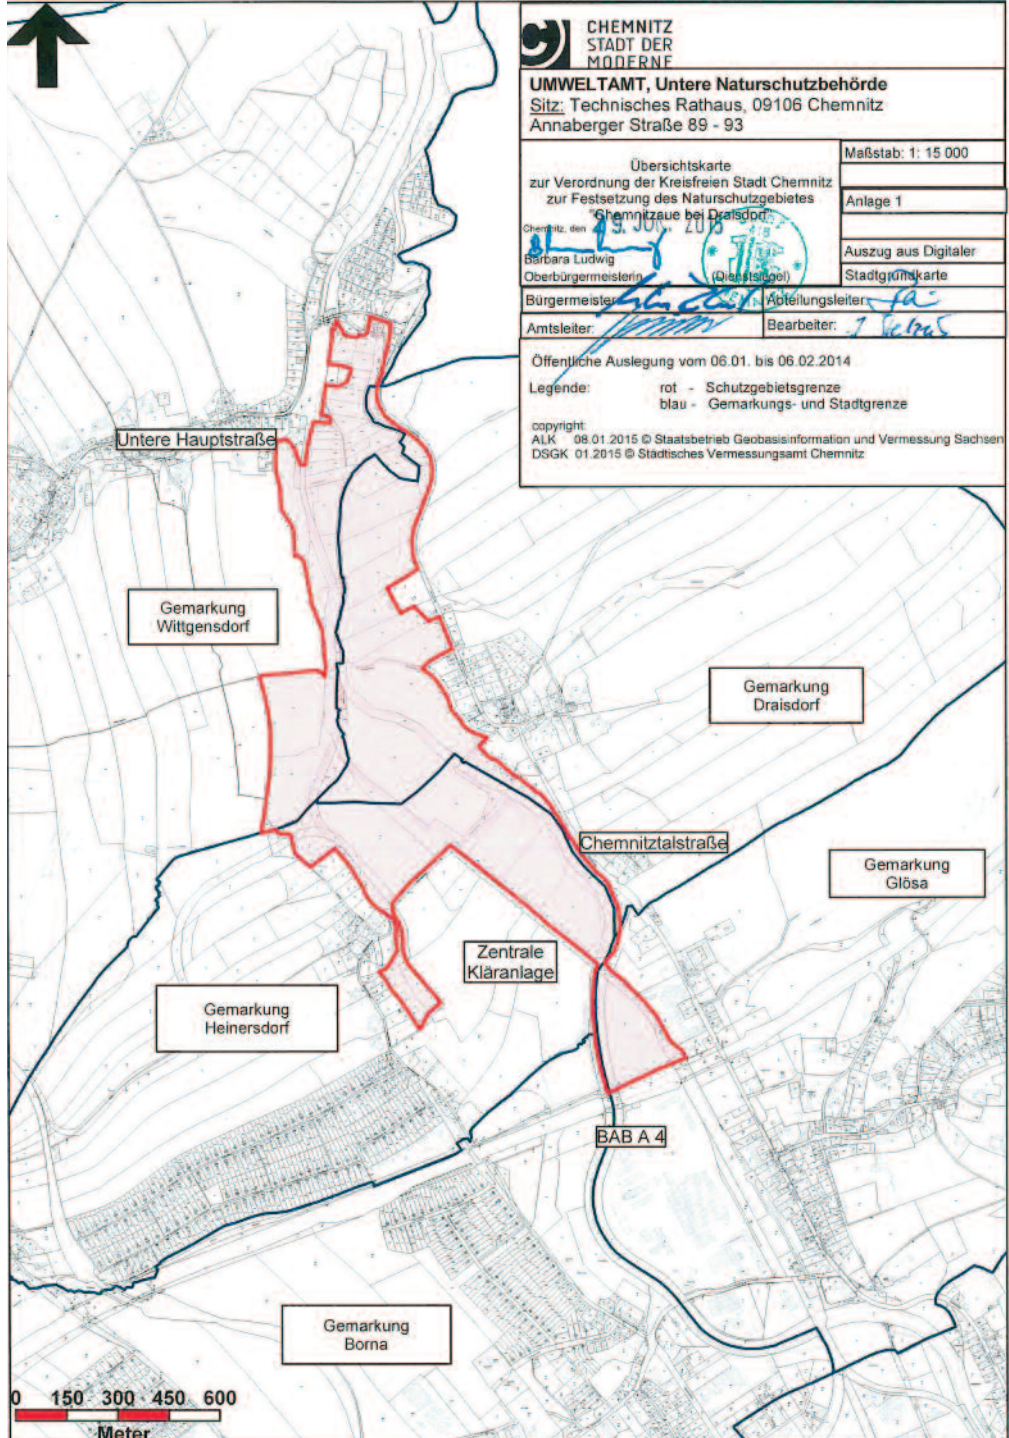 CHEMNITZ
STADT DER
MODERNE
UMWELTAMT, Untere Naturschutzbehörde
Sitz: Technisches Rathaus, 09106 Chemnitz
Annaberger Straße 89 - 93
Übersichtskarte
zur Verordnung der Kreisfreien Stadt Chemnitz
zur Festsetzung des Naturschutzgebietes
"Chemnitzaue bei Draisdorf"
Maßstab: 1: 15 000
Anlage 1
Auszug aus Digitaler
Stadtgrundkarte
Chemnitz, den
Barbara Ludwig
Oberbürgermeisterin
(Dienstsiegel)
Bürgermeister
Abteilungsleiter:
Amtsleiter:
Bearbeiter:
Öffentliche Auslegung vom 06.01. bis 06.02.2014
Legende: rot - Schutzgebietsgrenze
blau - Gemarkungs- und Stadtgrenze
copyright:
ALK 08.01.2015 © Staatsbetrieb Geobasisinformation und Vermessung Sachsen
DSGK 01.2015 © Städtisches Vermessungsamt Chemnitz
Untere Hauptstraße
Gemarkung
Wittgensdorf
Gemarkung
Draisdorf
Chemnitztalstraße
Gemarkung
Glösa
Zentrale
Kläranlage
Gemarkung
Heinersdorf
BAB A 4
Gemarkung
Borna
0 150 300 450 600
Meter